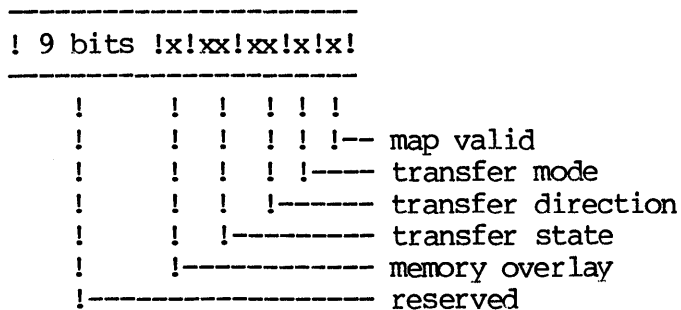 -----------------------
! 9 bits !x!xx!xx!x!x!
-----------------------
    !     !  !  ! ! !
    !     !  !  ! ! !-- map valid
    !     !  !  ! !---- transfer mode
    !     !  !  !------ transfer direction
    !     !  !--------- transfer state
    !     !------------ memory overlay
    !------------------ reserved